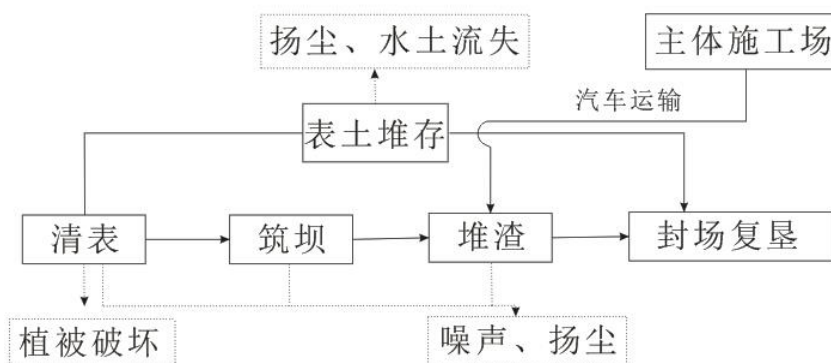 扬尘、水土流失
主体施工场
汽车运输
表土堆存
清表
筑坝
堆渣
封场复垦
植被破坏
噪声、扬尘